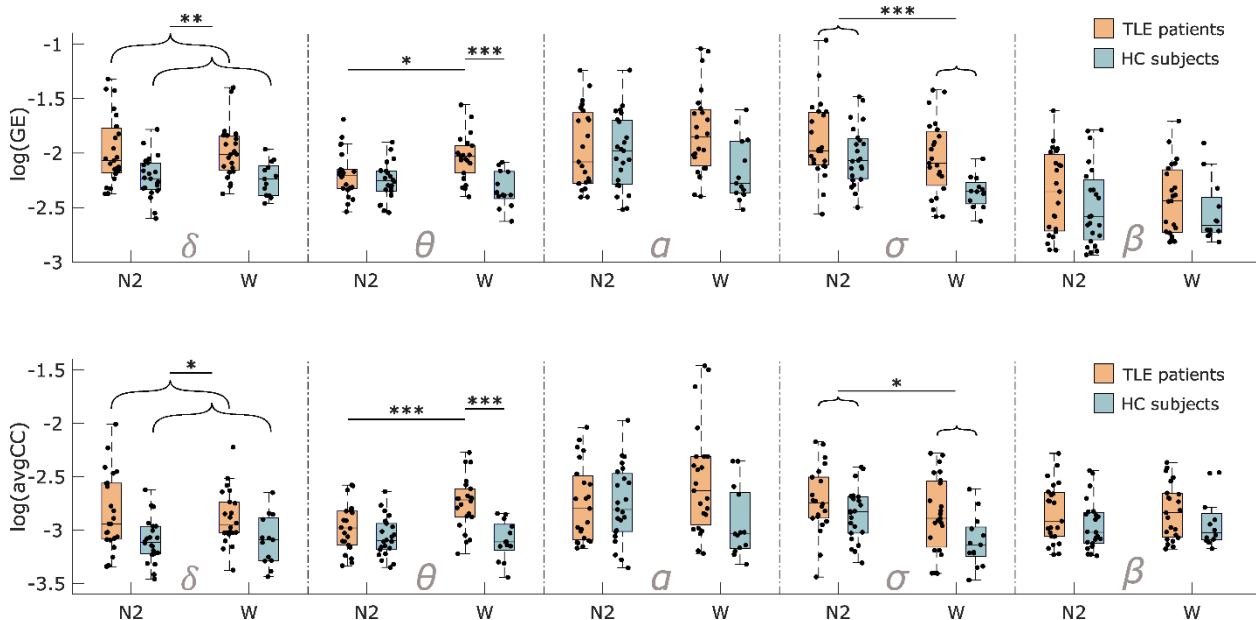 ** * *** ***
TLE patients
HC subjects
log(GE)
-1
-1.5
-2
-2.5
-3
δ θ α σ β
N2 W N2 W N2 W N2 W N2 W
* *** *** *
TLE patients
HC subjects
log(avgCC)
-1.5
-2
-2.5
-3
-3.5
δ θ α σ β
N2 W N2 W N2 W N2 W N2 W